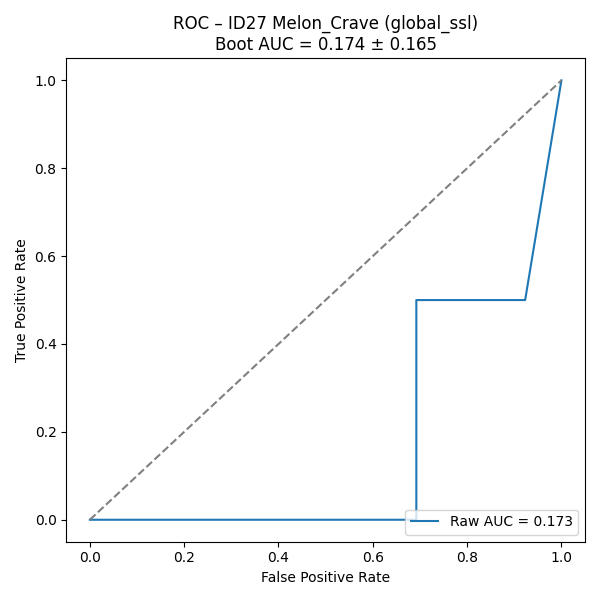 ROC – ID27 Melon_Crave (global_ssl)
Boot AUC = 0.174 ± 0.165
True Positive Rate
1.0
0.8
0.6
0.4
0.2
0.0
Raw AUC = 0.173
0.0 0.2 0.4 0.6 0.8 1.0
False Positive Rate